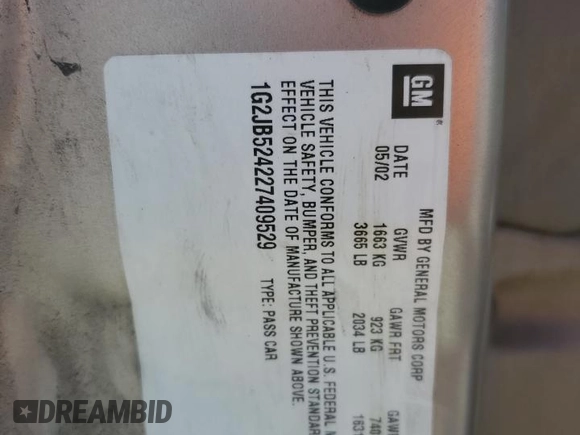 GM
MFD BY GENERAL MOTORS CORP
DATE GVWR GAWR FRT
05/02 1663 KG 923 KG
3665 LB 2034 LB
THIS VEHICLE CONFORMS TO ALL APPLICABLE U.S. FEDERAL
VEHICLE SAFETY, BUMPER, AND THEFT PREVENTION
EFFECT ON THE DATE OF MANUFACTURE SHOWN ABOVE.
1G2JB524227409529 TYPE: PASS CAR
DREAMBID